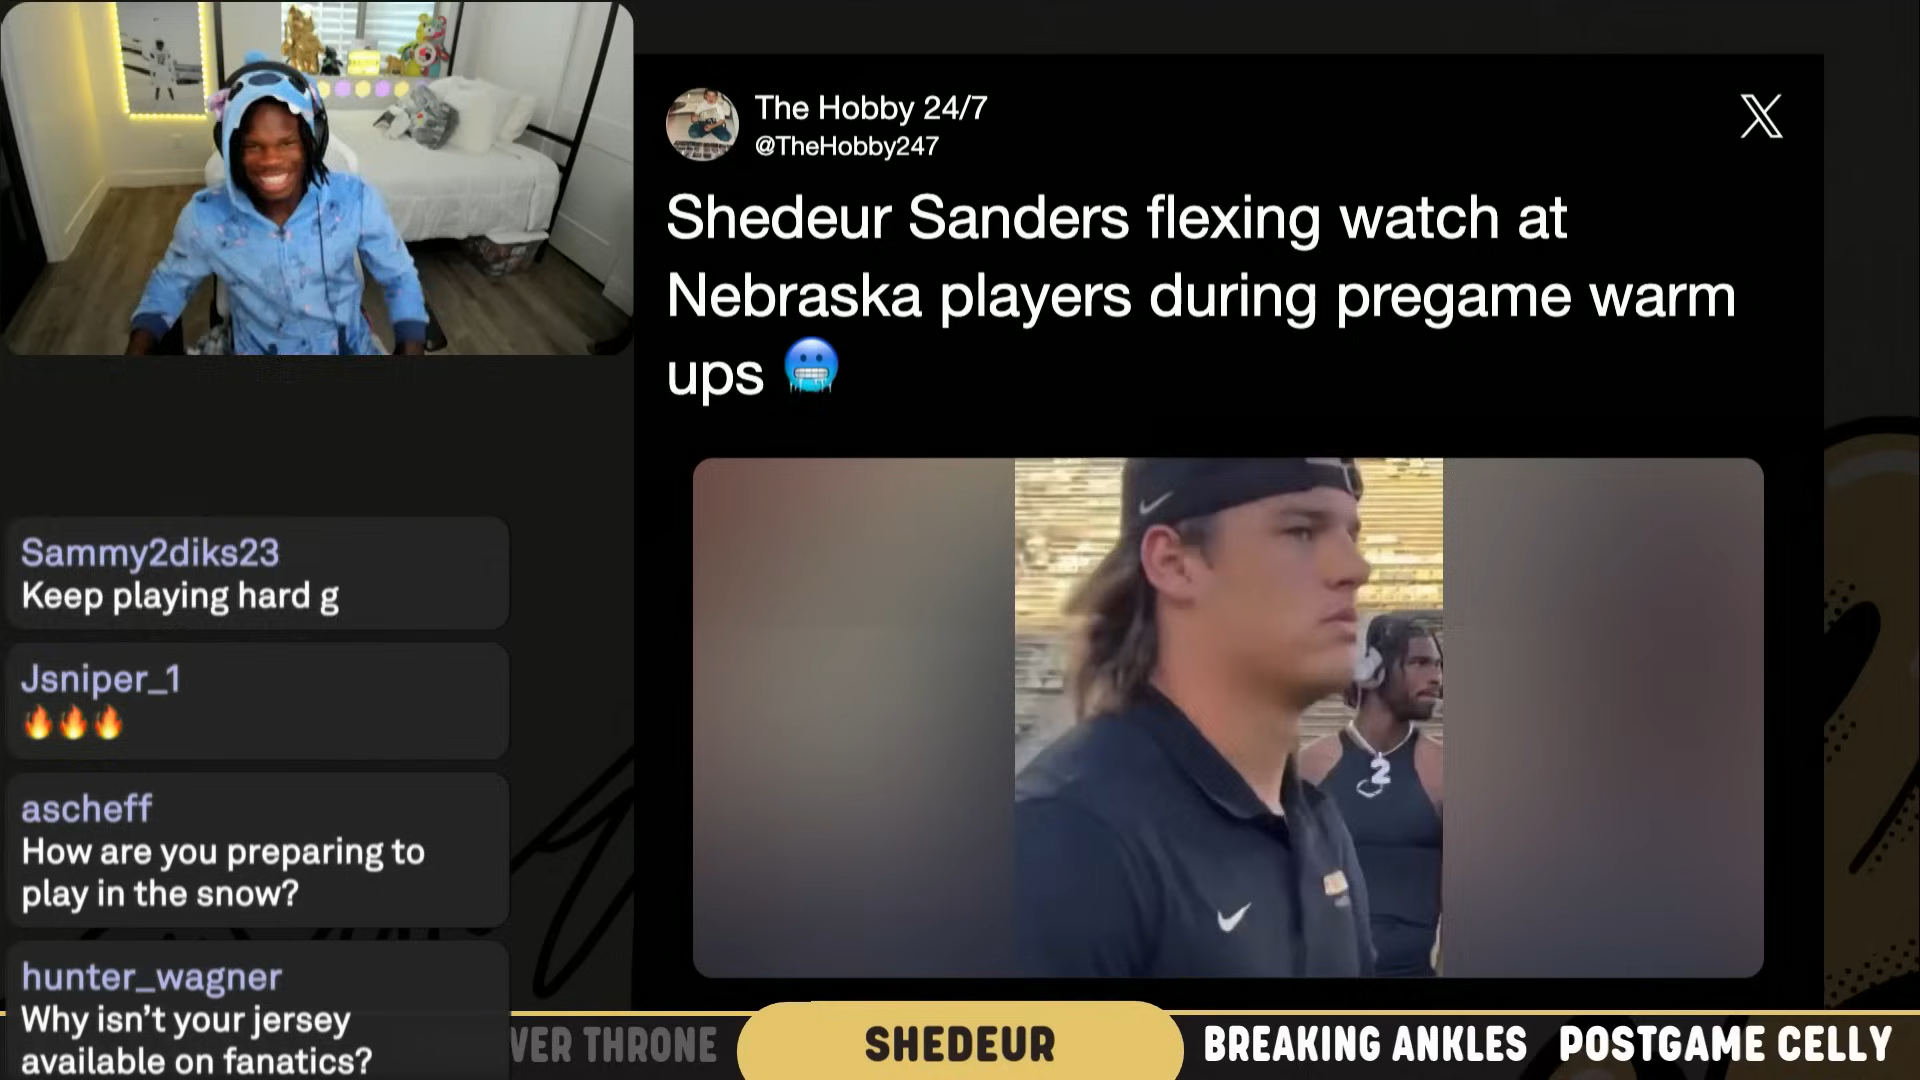 The Hobby 24/7
@TheHobby247
Shedeur Sanders flexing watch at
Nebraska players during pregame warm
ups 🥶
2
Sammy2diks23
Keep playing hard g
Jsniper_1
🔥🔥🔥
ascheff
How are you preparing to
play in the snow?
hunter_wagner
Why isn't your jersey
available on fanatics?
THRONE
SHEDEUR
BREAKING ANKLES
POSTGAME CELLY